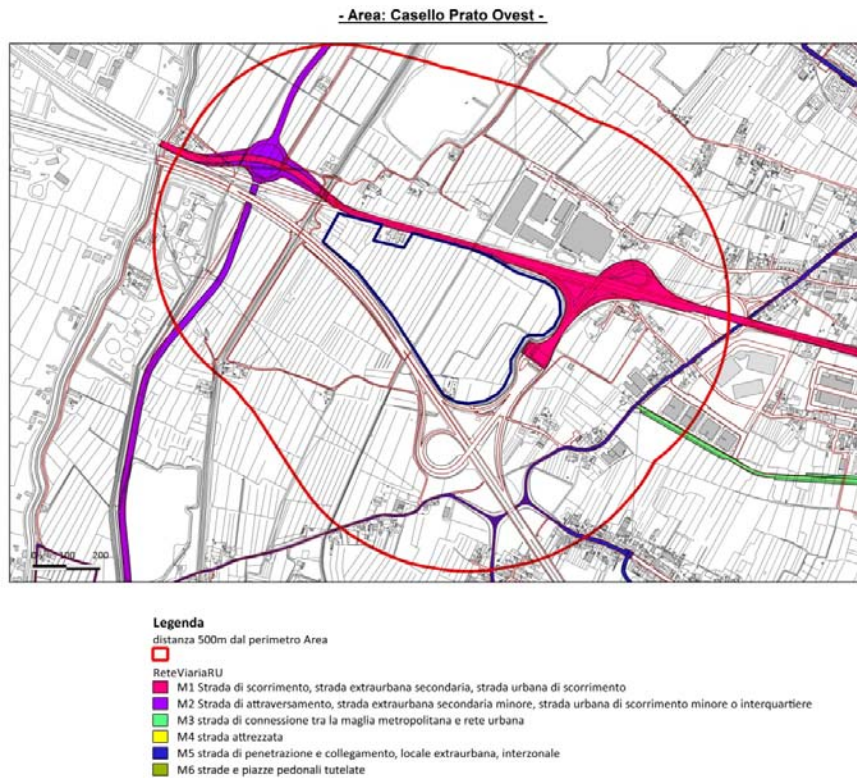 - Area: Casello Prato Ovest -
0 100 200
Legenda
distanza 500m dal perimetro Area
ReteViariaRU
M1 Strada di scorrimento, strada extraurbana secondaria, strada urbana di scorrimento
M2 Strada di attraversamento, strada extraurbana secondaria minore, strada urbana di scorrimento minore o interquartiere
M3 strada di connessione tra la maglia metropolitana e rete urbana
M4 strada attrezzata
M5 strada di penetrazione e collegamento, locale extraurbana, interzonale
M6 strade e piazze pedonali tutelate